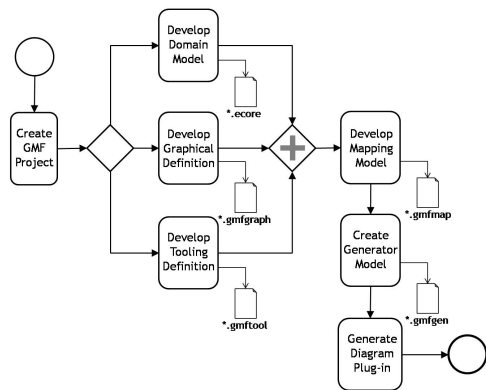 Create
GMF
Project
Develop
Domain
Model
*.ecore
Develop
Graphical
Definition
*.gmfgraph
Develop
Tooling
Definition
*.gmftool
Develop
Mapping
Model
*.gmfmap
Create
Generator
Model
*.gmfgen
Generate
Diagram
Plug-in